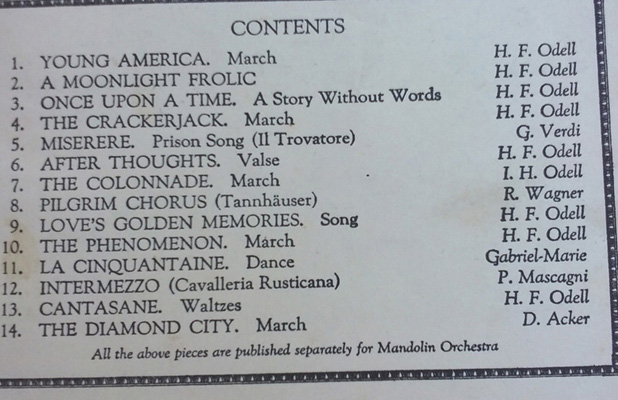 CONTENTS
1. YOUNG AMERICA. March H. F. Odell
2. A MOONLIGHT FROLIC H. F. Odell
3. ONCE UPON A TIME. A Story Without Words H. F. Odell
4. THE CRACKERJACK. March H. F. Odell
5. MISERERE. Prison Song (Il Trovatore) G. Verdi
6. AFTER THOUGHTS. Valse H. F. Odell
7. THE COLONNADE. March I. H. Odell
8. PILGRIM CHORUS (Tannhäuser) R. Wagner
9. LOVE'S GOLDEN MEMORIES. Song H. F. Odell
10. THE PHENOMENON. March H. F. Odell
11. LA CINQUANTAINE. Dance Gabriel-Marie
12. INTERMEZZO (Cavalleria Rusticana) P. Mascagni
13. CANTASANE. Waltzes H. F. Odell
14. THE DIAMOND CITY. March D. Acker
All the above pieces are published separately for Mandolin Orchestra